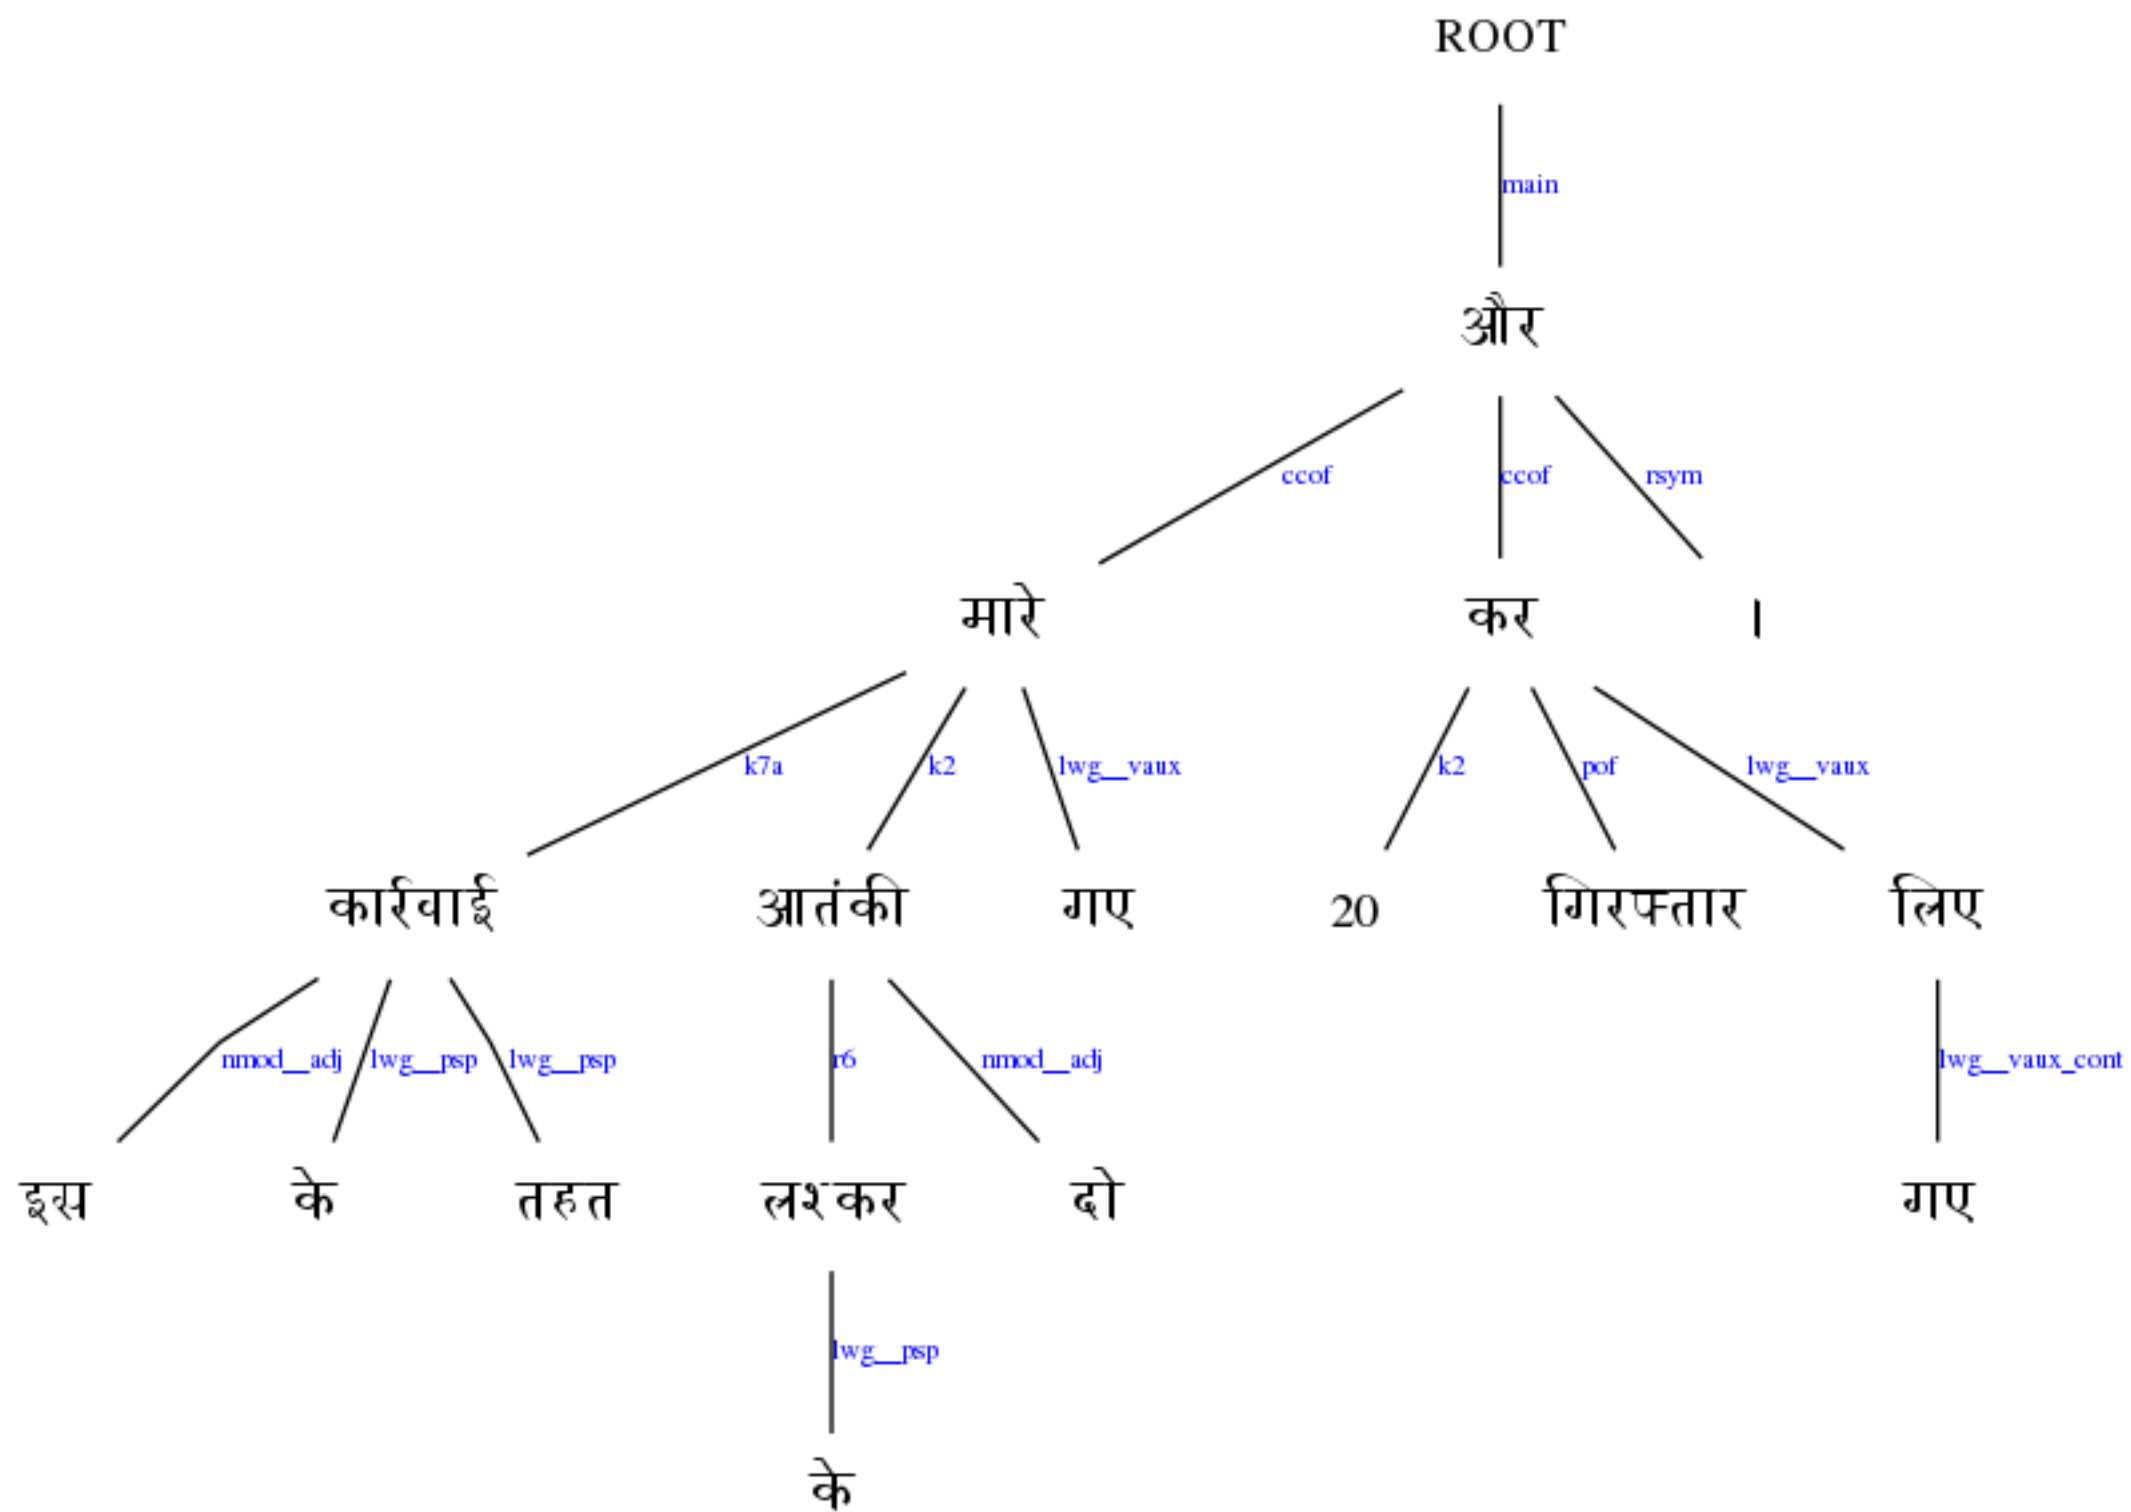 ROOT
main
और
ccof ccof rsym
मारे कर ।
k7a k2 lwg__vaux k2 pof lwg__vaux
कार्रवाई आतंकी गए 20 गिरफ्तार लिए
nmod__adj lwg__psp lwg__psp r6 nmod__adj lwg__vaux_cont
इस के तहत लश्कर दो गए
lwg__psp
के